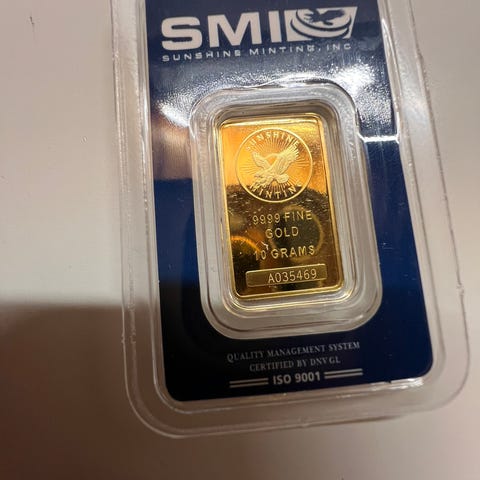 SMI
SUNSHINE MINTING, INC
SUNSHINE
MINTING
9999 FINE
GOLD
10 GRAMS
A035469
QUALITY MANAGEMENT SYSTEM
CERTIFIED BY DNV GL
ISO 9001